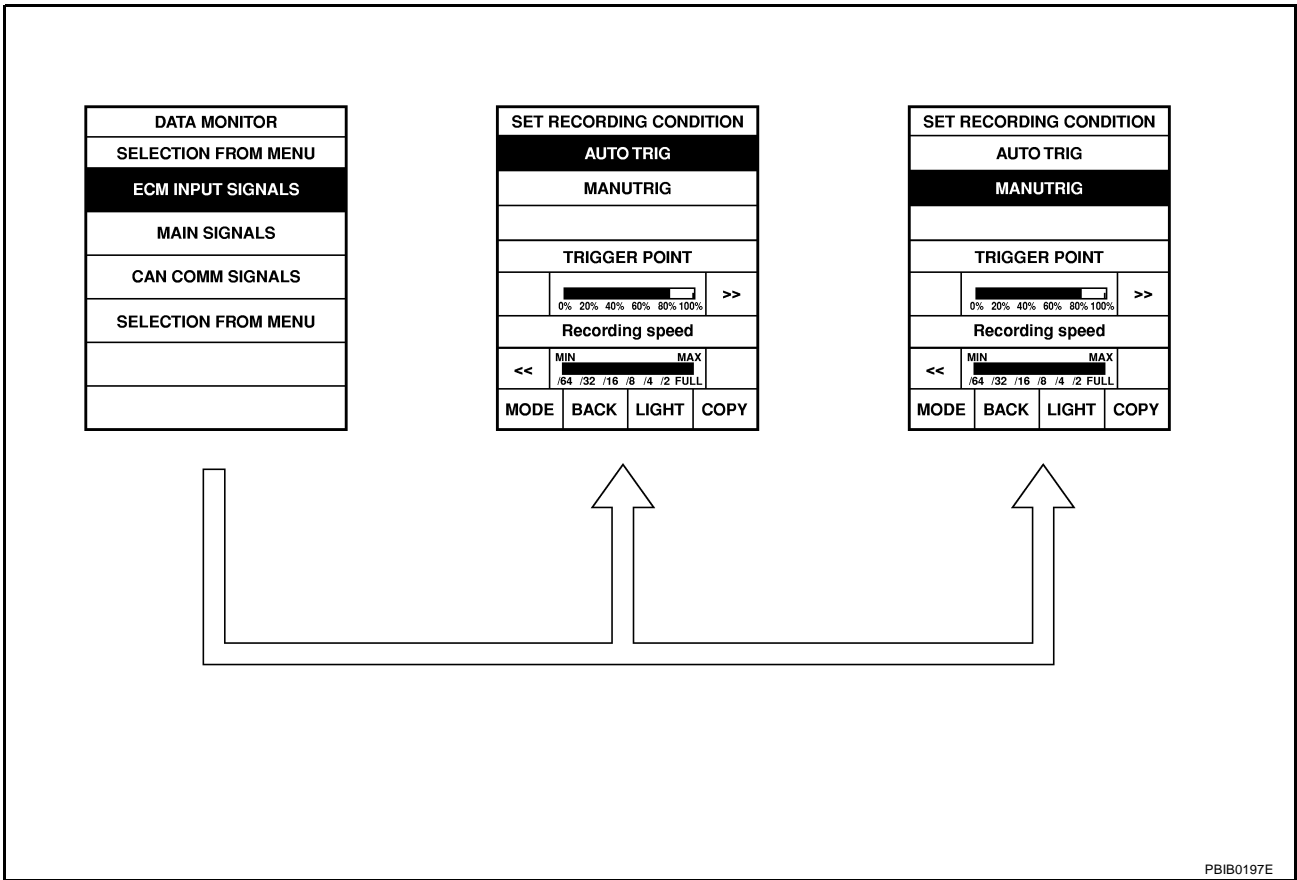 DATA MONITOR
SELECTION FROM MENU
ECM INPUT SIGNALS
MAIN SIGNALS
CAN COMM SIGNALS
SELECTION FROM MENU
SET RECORDING CONDITION
AUTO TRIG
MANUTRIG
TRIGGER POINT
>>
0% 20% 40% 60% 80% 100%
Recording speed
MIN MAX
<<
/64 /32 /16 /8 /4 /2 FULL
MODE BACK LIGHT COPY
SET RECORDING CONDITION
AUTO TRIG
MANUTRIG
TRIGGER POINT
>>
0% 20% 40% 60% 80% 100%
Recording speed
MIN MAX
<<
/64 /32 /16 /8 /4 /2 FULL
MODE BACK LIGHT COPY
PBIB0197E